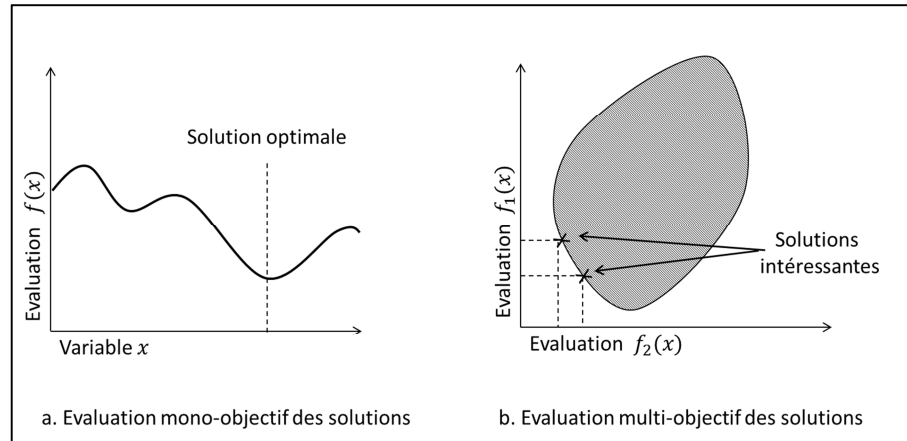 Solution optimale
Evaluation f(x)
Variable x
a. Evaluation mono-objectif des solutions
Evaluation f₁(x)
Solutions
intéressantes
Evaluation f₂(x)
b. Evaluation multi-objectif des solutions